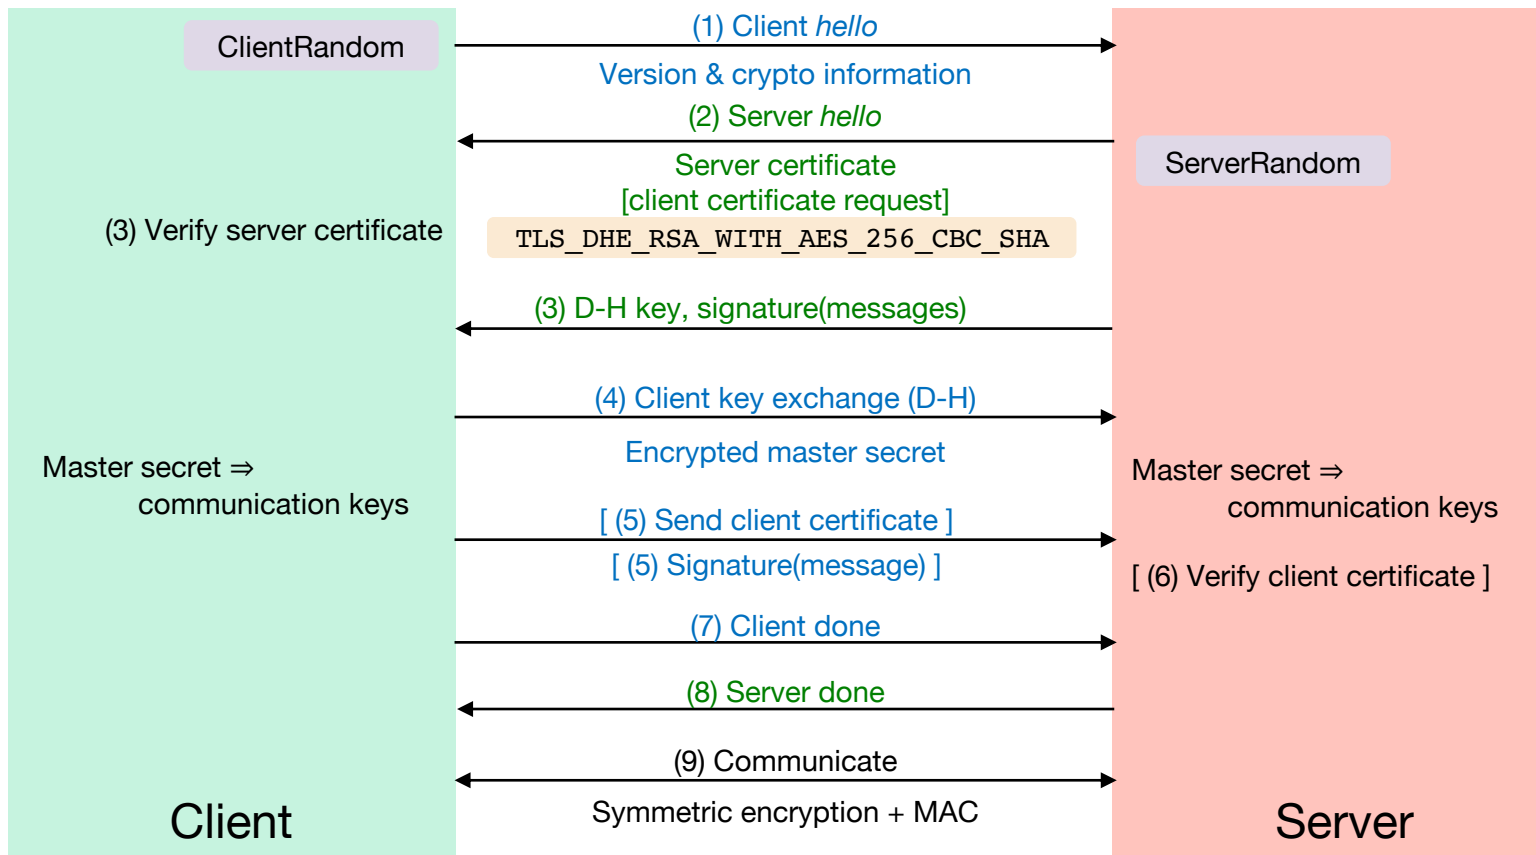 (1) Client hello
ClientRandom
Version & crypto information
(2) Server hello
Server certificate
ServerRandom
[client certificate request]
(3) Verify server certificate
TLS_DHE_RSA_WITH_AES_256_CBC_SHA
(3) D-H key, signature(messages)
(4) Client key exchange (D-H)
Encrypted master secret
Master secret ⇒
communication keys
Master secret ⇒
communication keys
[ (5) Send client certificate ]
[ (5) Signature(message) ]
[ (6) Verify client certificate ]
(7) Client done
(8) Server done
(9) Communicate
Symmetric encryption + MAC
Client
Server